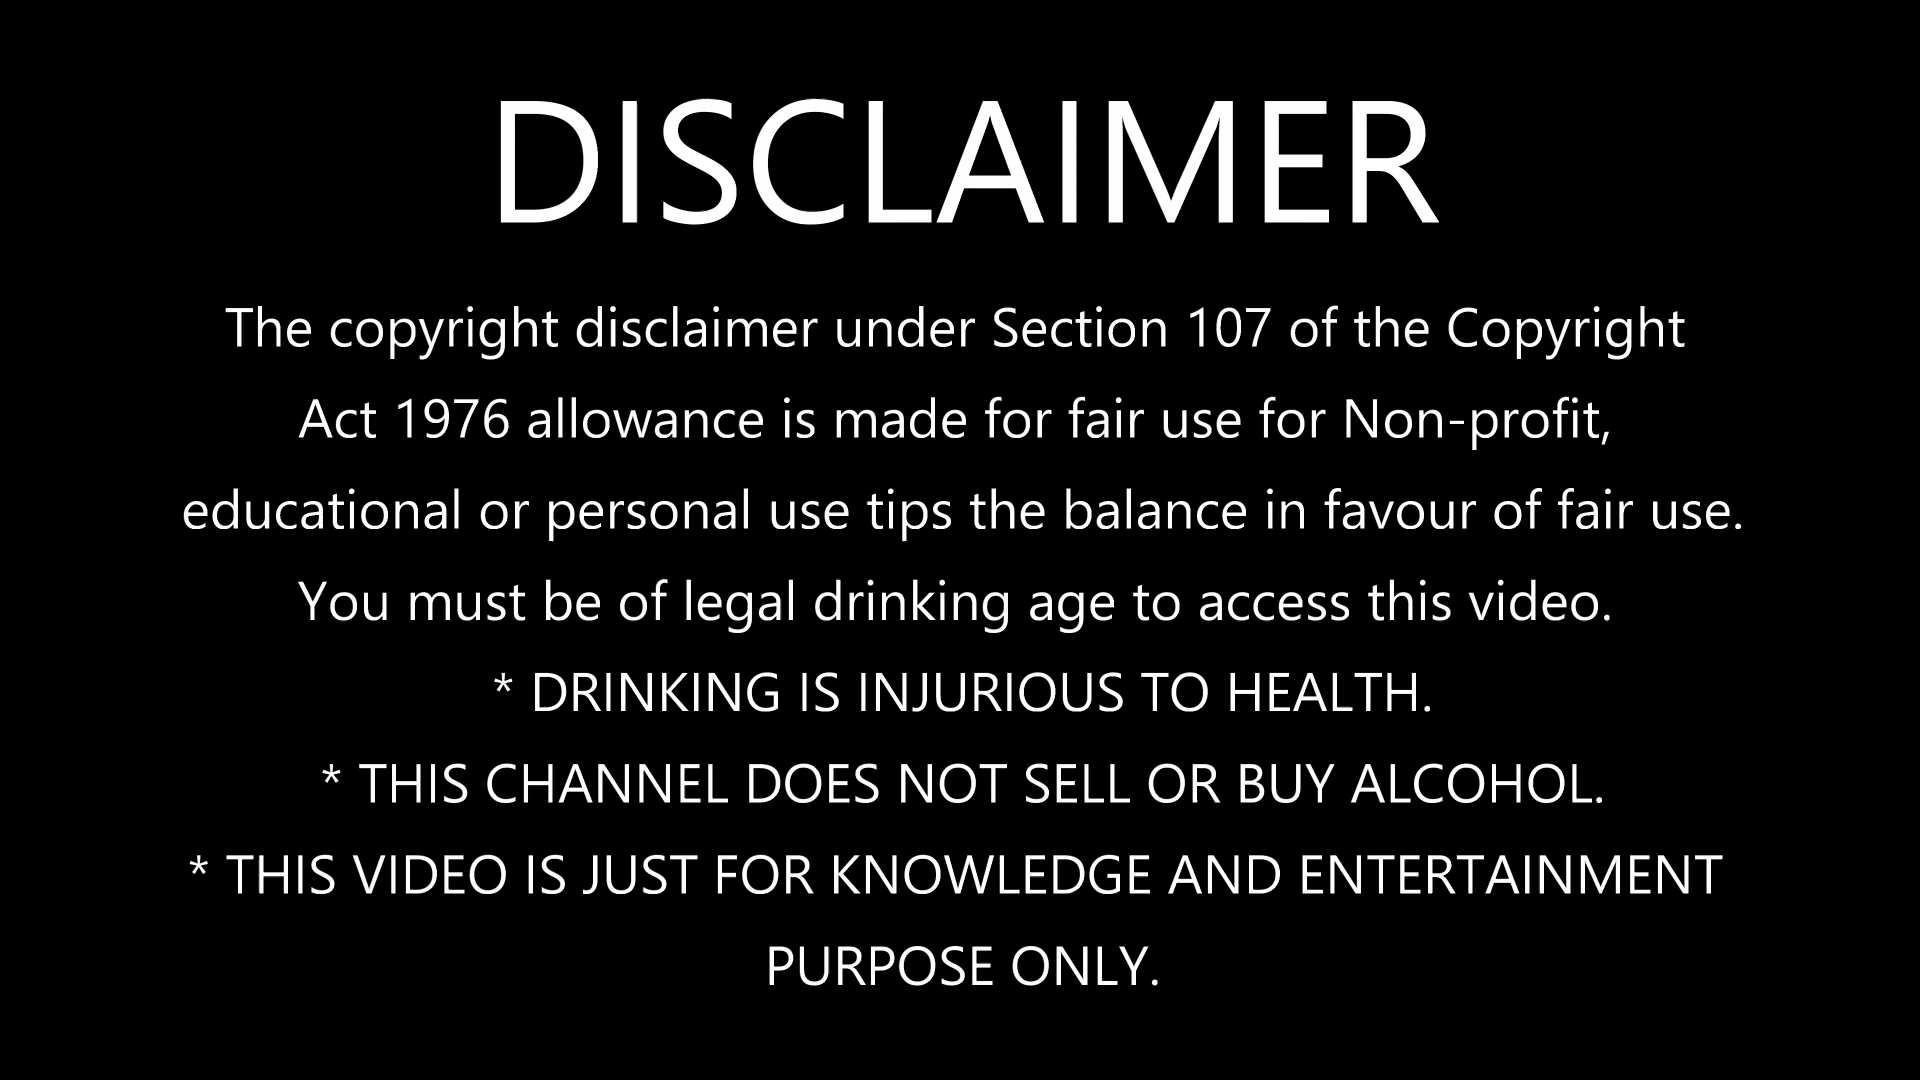 DISCLAIMER
The copyright disclaimer under Section 107 of the Copyright
Act 1976 allowance is made for fair use for Non-profit,
educational or personal use tips the balance in favour of fair use.
You must be of legal drinking age to access this video.
* DRINKING IS INJURIOUS TO HEALTH.
* THIS CHANNEL DOES NOT SELL OR BUY ALCOHOL.
* THIS VIDEO IS JUST FOR KNOWLEDGE AND ENTERTAINMENT
PURPOSE ONLY.